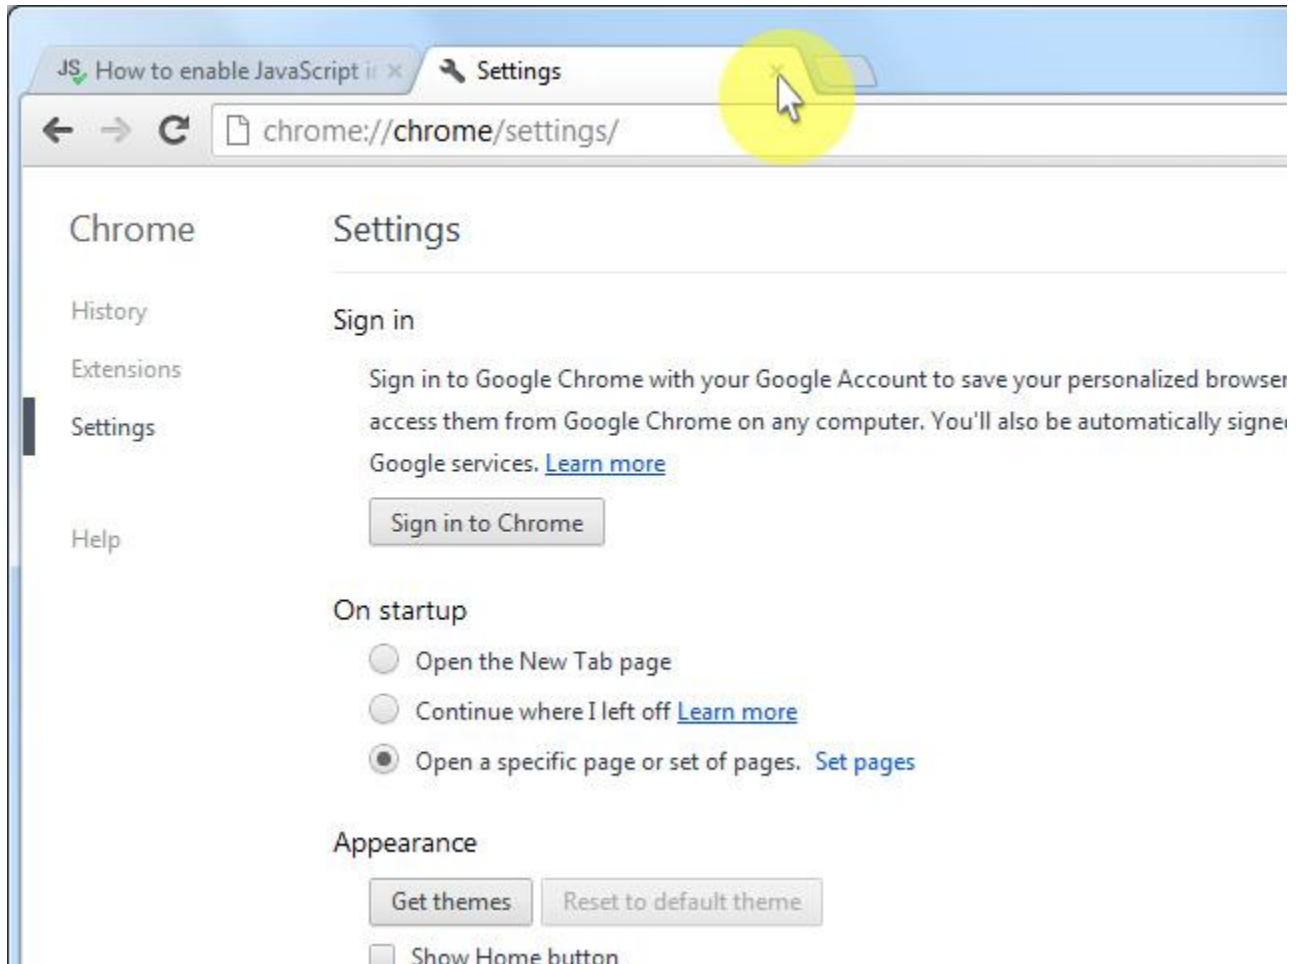 JS How to enable JavaScript i
Settings
chrome://chrome/settings/
Chrome
Settings
History
Extensions
Settings
Help
Sign in
Sign in to Google Chrome with your Google Account to save your personalized browser
access them from Google Chrome on any computer. You'll also be automatically signe
Google services. Learn more
Sign in to Chrome
On startup
Open the New Tab page
Continue where I left off Learn more
Open a specific page or set of pages. Set pages
Appearance
Get themes
Reset to default theme
Show Home button